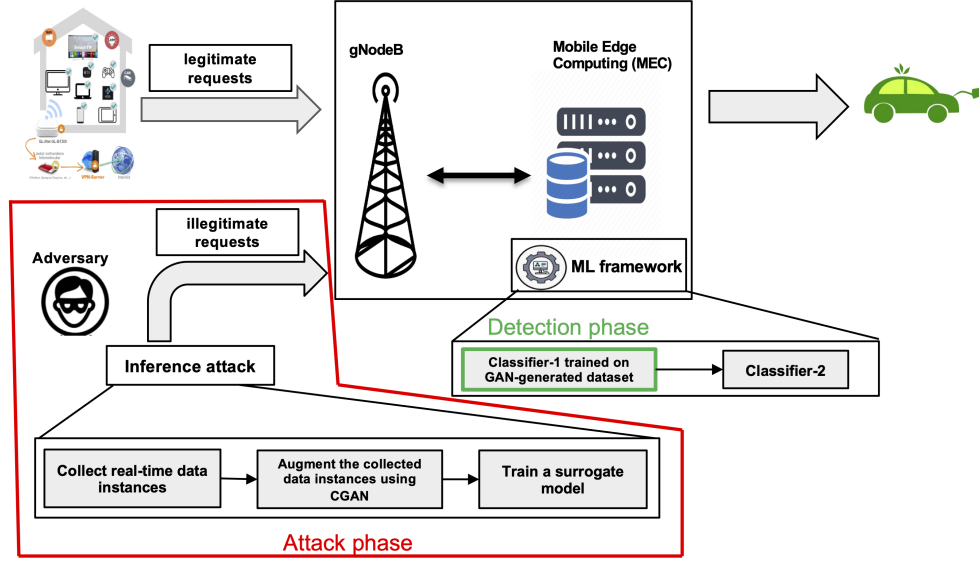 legitimate
requests
gNodeB
Mobile Edge
Computing (MEC)
VPN-Server
illegitimate
requests
Adversary
ML framework
Inference attack
Detection phase
Classifier-1 trained on
GAN-generated dataset
Classifier-2
Collect real-time data
instances
Augment the collected
data instances using
CGAN
Train a surrogate
model
Attack phase